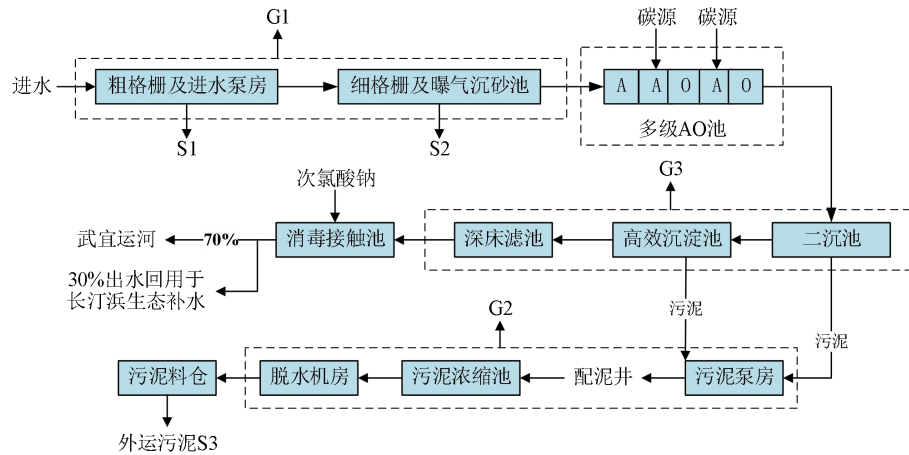 G1
碳源
碳源
进水
粗格栅及进水泵房
细格栅及曝气沉砂池
A
A
O
A
O
多级AO池
S1
S2
G3
次氯酸钠
武宜运河
70%
消毒接触池
深床滤池
高效沉淀池
二沉池
30%出水回用于
长汀浜生态补水
G2
污泥
污泥
污泥料仓
脱水机房
污泥浓缩池
配泥井
污泥泵房
外运污泥S3